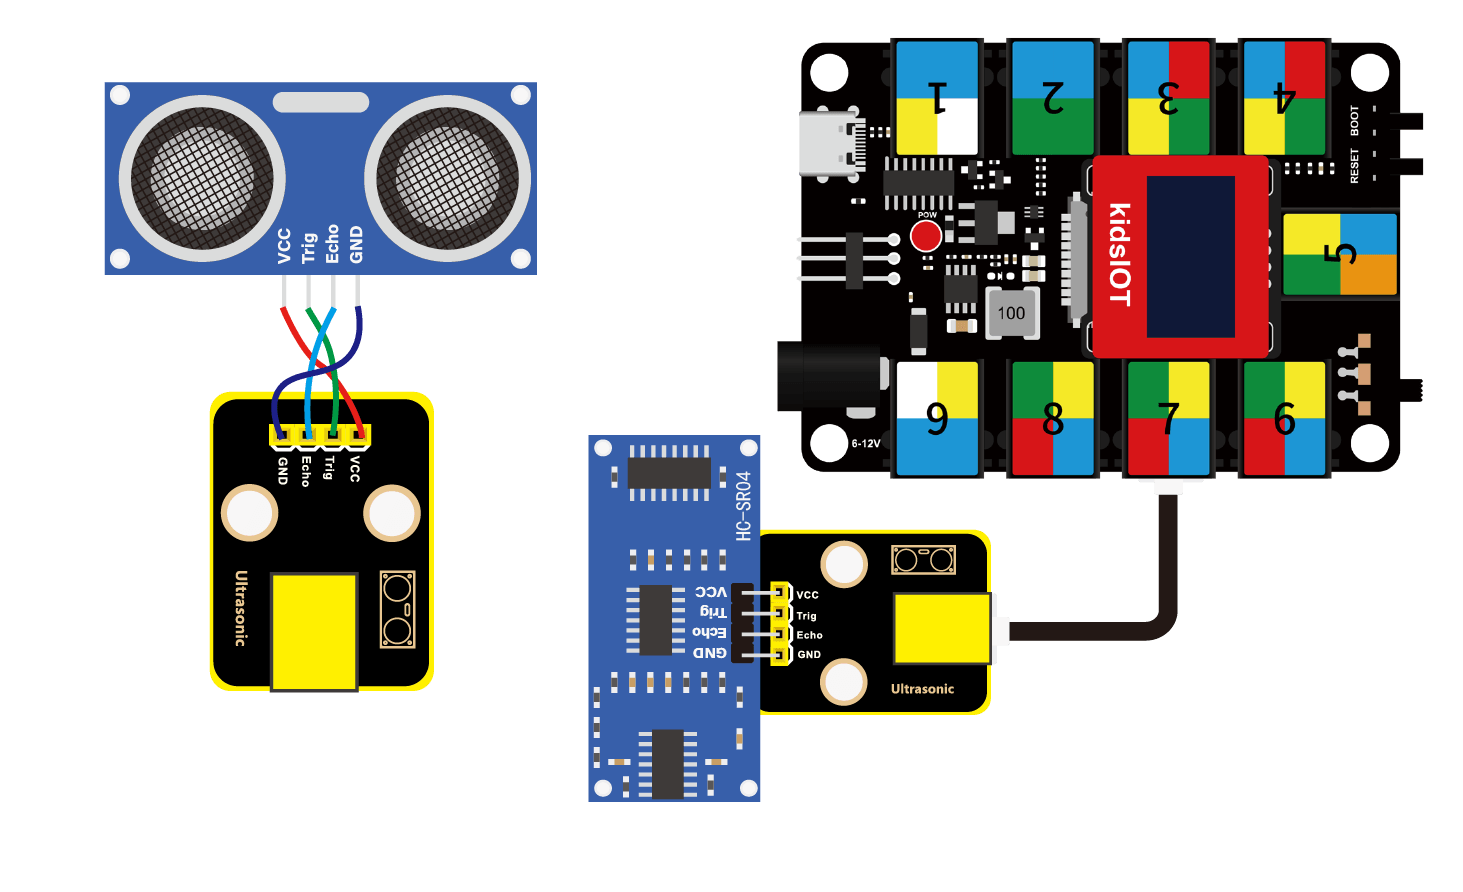 VCC
Trig
Echo
GND
GND
Echo
Trig
VCC
Ultrasonic
HC-SR04
VCC
Trig
Echo
GND
VCC
Trig
Echo
GND
Ultrasonic
1
2
3
4
BOOT
RESET
POW
kidsIOT
5
100
6-12V
9
8
7
6